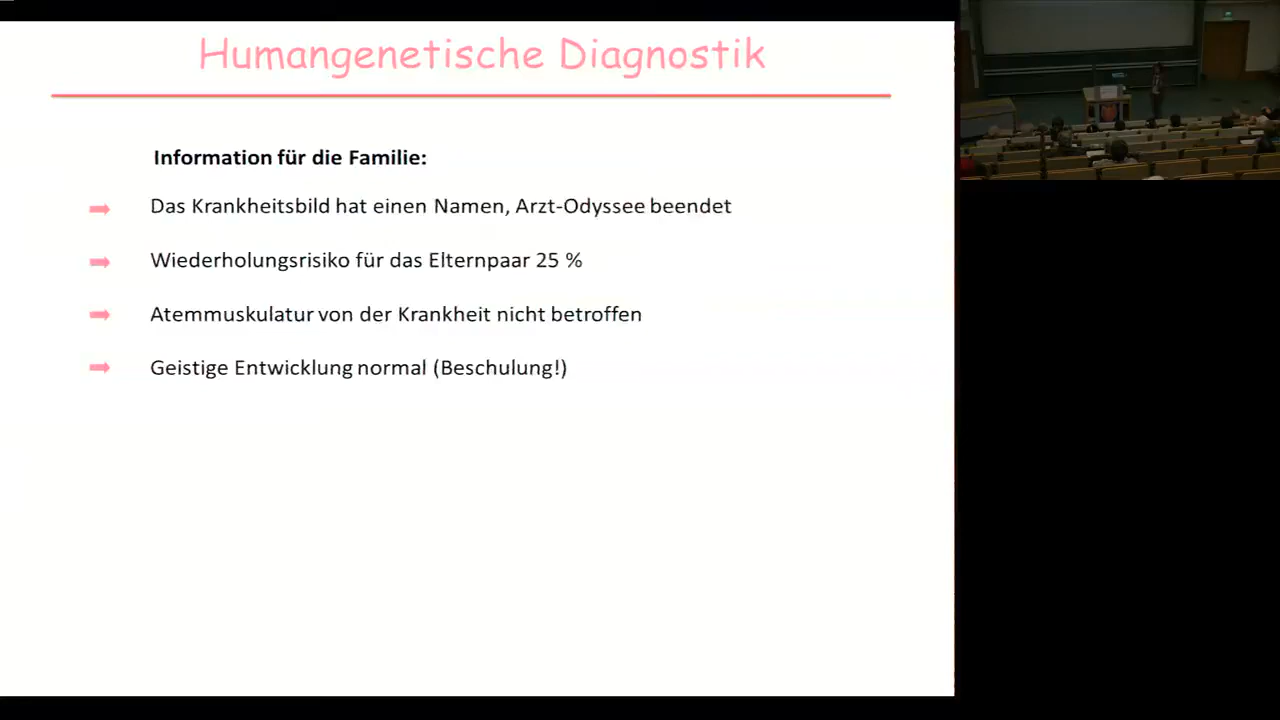 Humangenetische Diagnostik
Information für die Familie:
Das Krankheitsbild hat einen Namen, Arzt-Odyssee beendet
Wiederholungsrisiko für das Elternpaar 25 %
Atemmuskulatur von der Krankheit nicht betroffen
Geistige Entwicklung normal (Beschulung!)